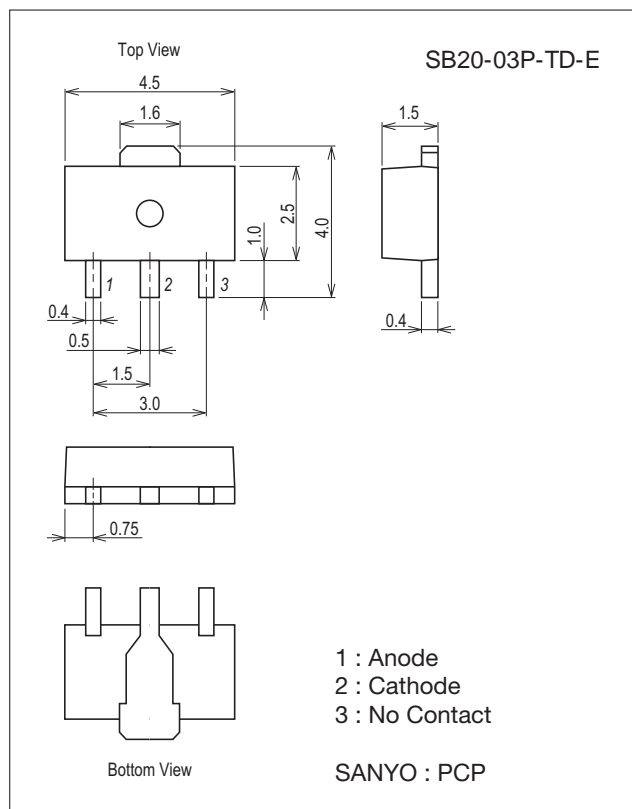 Top View
SB20-03P-TD-E
4.5
1.6
1.5
2.5
4.0
1.0
1
2
3
0.4
0.5
0.4
1.5
3.0
0.75
1 : Anode
2 : Cathode
3 : No Contact
Bottom View
SANYO : PCP